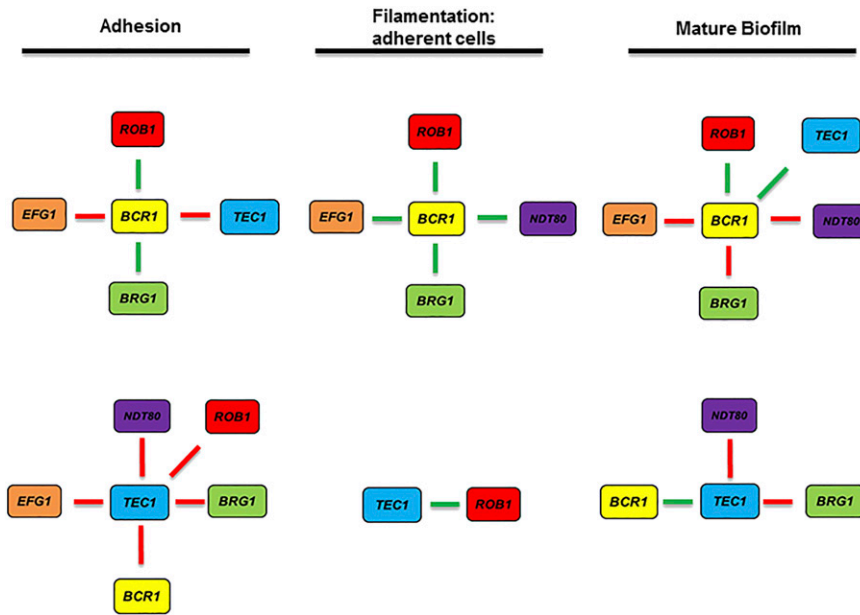 Adhesion
Filamentation:
adherent cells
Mature Biofilm
ROB1
EFG1
BCR1
TEC1
BRG1
ROB1
EFG1
BCR1
NDT80
BRG1
ROB1
TEC1
EFG1
BCR1
NDT80
BRG1
NDT80
ROB1
EFG1
TEC1
BRG1
BCR1
TEC1
ROB1
NDT80
BCR1
TEC1
BRG1